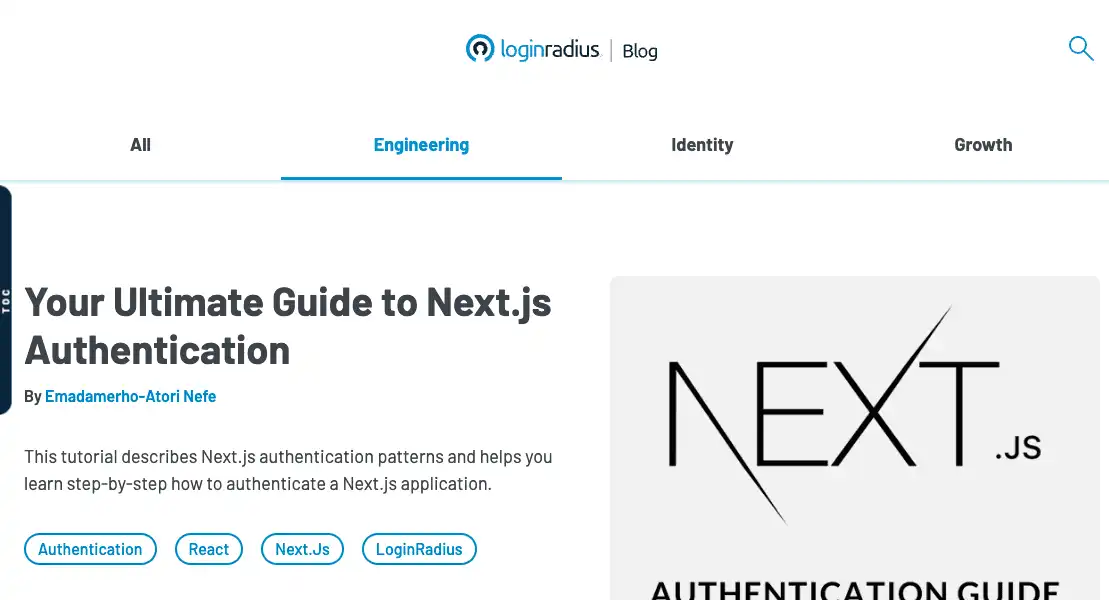 loginradius | Blog
All
Engineering
Identity
Growth
TOC
Your Ultimate Guide to Next.js
Authentication
By Emadamerho-Atori Nefe
This tutorial describes Next.js authentication patterns and helps you
learn step-by-step how to authenticate a Next.js application.
Authentication
React
Next.Js
LoginRadius
NEXT.JS
AUTHENTICATION GUIDE